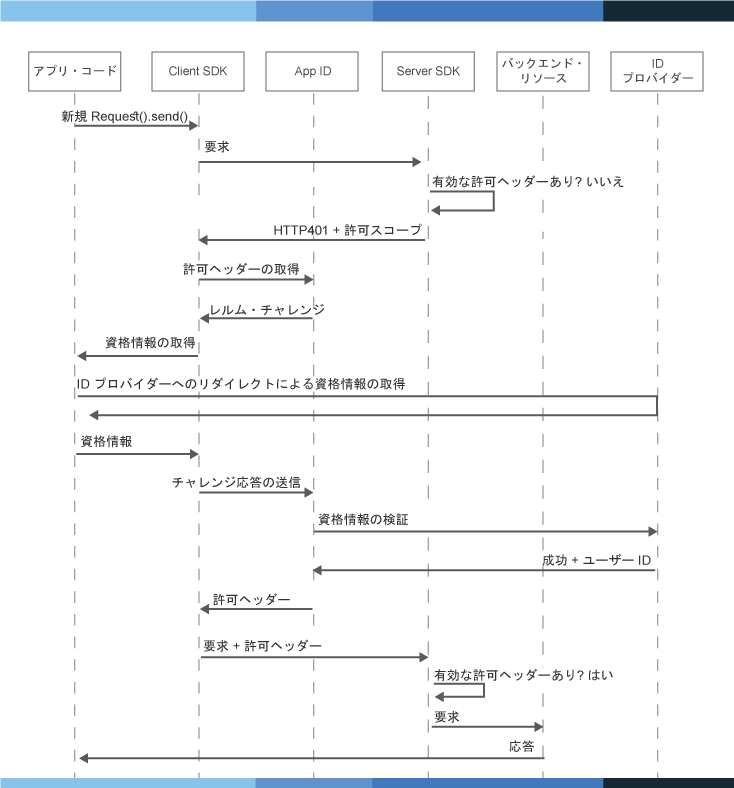 アプリ・コード
Client SDK
App ID
Server SDK
バックエンド・
リソース
ID
プロバイダー
新規 Request().send()
要求
有効な許可ヘッダーあり? いいえ
HTTP401 + 許可スコープ
許可ヘッダーの取得
レルム・チャレンジ
資格情報の取得
ID プロバイダーへのリダイレクトによる資格情報の取得
資格情報
チャレンジ応答の送信
資格情報の検証
成功 + ユーザー ID
許可ヘッダー
要求 + 許可ヘッダー
有効な許可ヘッダーあり? はい
要求
応答